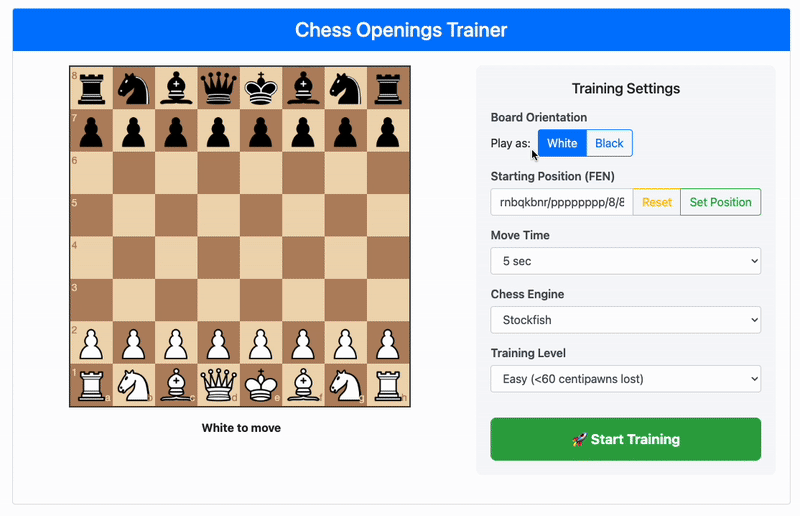 Chess Openings Trainer
8
7
6
5
4
3
2
1
a
b
c
d
e
f
g
h
White to move
Training Settings
Board Orientation
Play as: White Black
Starting Position (FEN)
rnbqkbnr/pppppppp/8/8 Reset Set Position
Move Time
5 sec
Chess Engine
Stockfish
Training Level
Easy (<60 centipawns lost)
🚀 Start Training